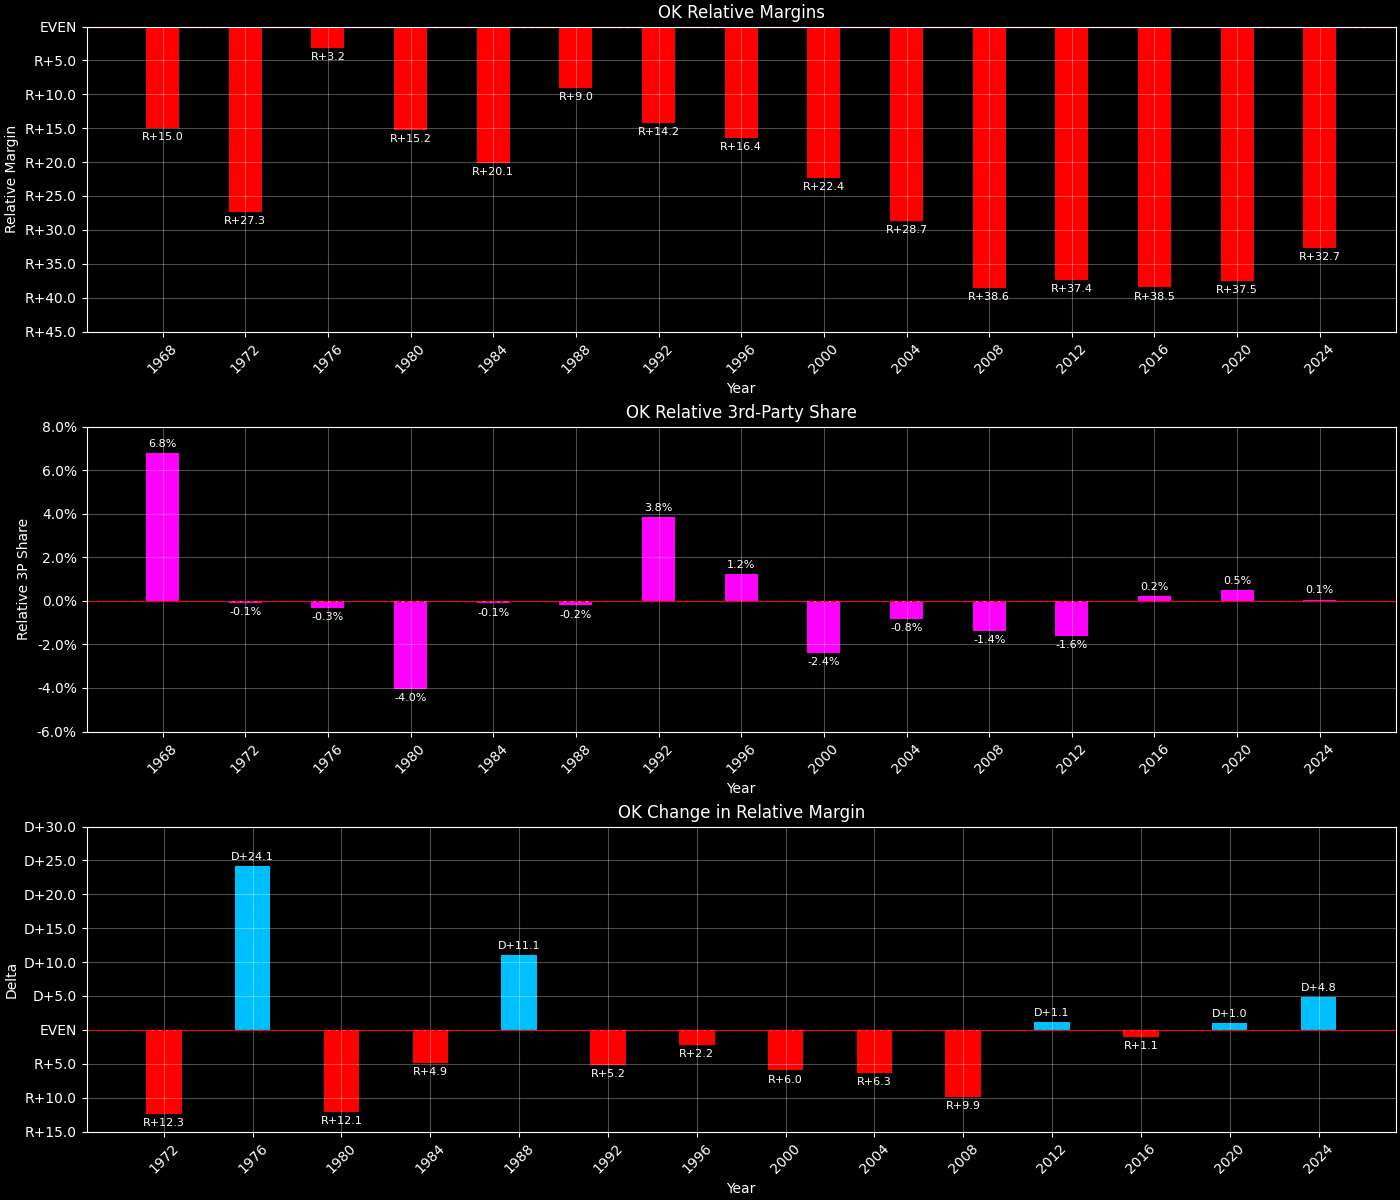 OK Relative Margins
Relative Margin
EVEN
R+5.0
R+10.0
R+15.0
R+20.0
R+25.0
R+30.0
R+35.0
R+40.0
R+45.0
R+15.0
R+27.3
R+3.2
R+15.2
R+20.1
R+9.0
R+14.2
R+16.4
R+22.4
R+28.7
R+38.6
R+37.4
R+38.5
R+37.5
R+32.7
1968
1972
1976
1980
1984
1988
1992
1996
2000
2004
2008
2012
2016
2020
2024
Year
OK Relative 3rd-Party Share
Relative 3P Share
8.0%
6.0%
4.0%
2.0%
0.0%
-2.0%
-4.0%
-6.0%
6.8%
-0.1%
-0.3%
-4.0%
-0.1%
-0.2%
3.8%
1.2%
-2.4%
-0.8%
-1.4%
-1.6%
0.2%
0.5%
0.1%
1968
1972
1976
1980
1984
1988
1992
1996
2000
2004
2008
2012
2016
2020
2024
Year
OK Change in Relative Margin
Delta
D+30.0
D+25.0
D+20.0
D+15.0
D+10.0
D+5.0
EVEN
R+5.0
R+10.0
R+15.0
R+12.3
D+24.1
R+12.1
R+4.9
D+11.1
R+5.2
R+2.2
R+6.0
R+6.3
R+9.9
D+1.1
R+1.1
D+1.0
D+4.8
1972
1976
1980
1984
1988
1992
1996
2000
2004
2008
2012
2016
2020
2024
Year